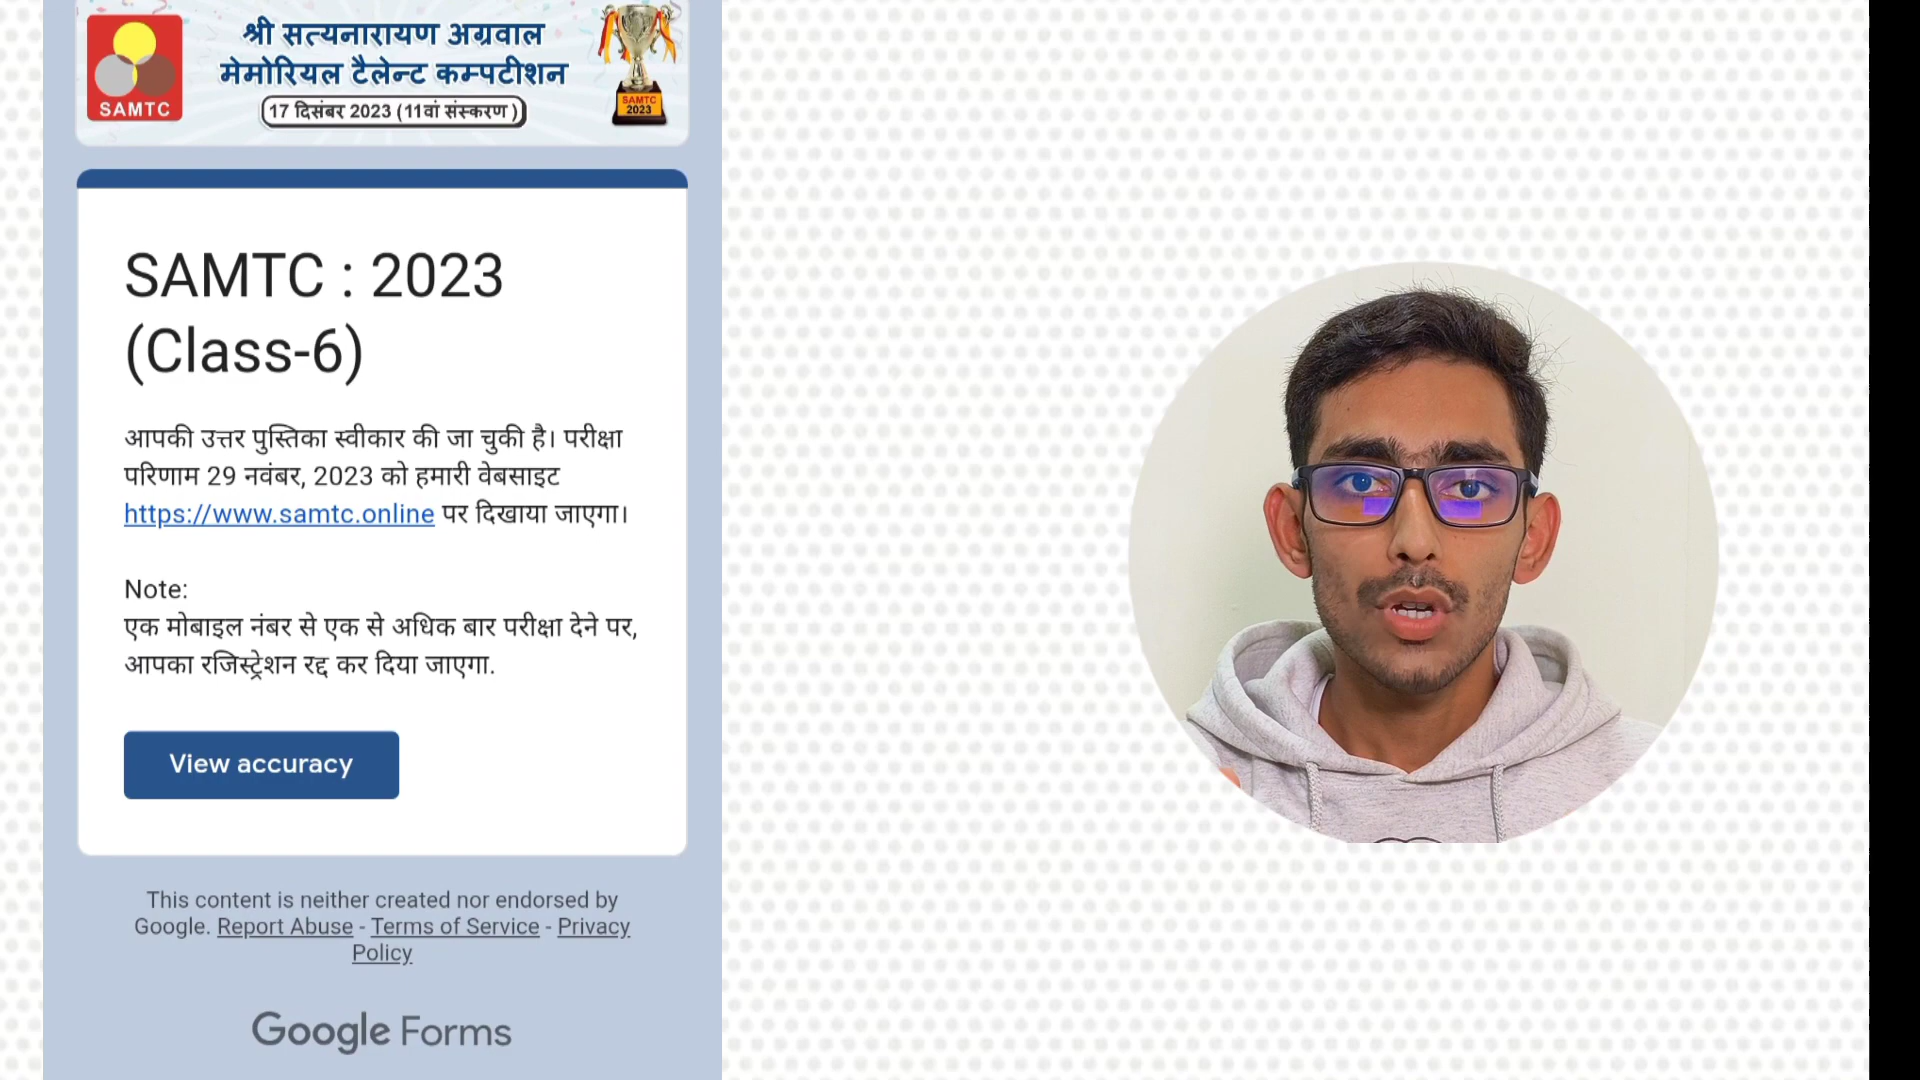 श्री सत्यनारायण अग्रवाल
मेमोरियल टैलेन्ट कम्पटीशन
17 दिसंबर 2023 (11वां संस्करण )
SAMTC
SAMTC
2023
SAMTC : 2023
(Class-6)
आपकी उत्तर पुस्तिका स्वीकार की जा चुकी है। परीक्षा
परिणाम 29 नवंबर, 2023 को हमारी वेबसाइट
https://www.samtc.online पर दिखाया जाएगा।
Note:
एक मोबाइल नंबर से एक से अधिक बार परीक्षा देने पर,
आपका रजिस्ट्रेशन रद्द कर दिया जाएगा.
View accuracy
This content is neither created nor endorsed by
Google. Report Abuse - Terms of Service - Privacy
Policy
Google Forms